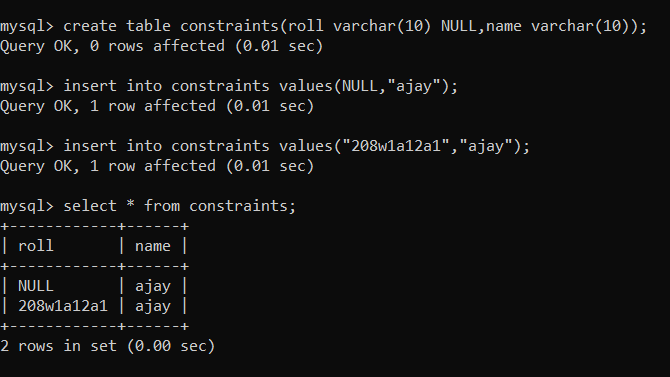 mysql> create table constraints(roll varchar(10) NULL,name varchar(10));
Query OK, 0 rows affected (0.01 sec)
mysql> insert into constraints values(NULL,"ajay");
Query OK, 1 row affected (0.01 sec)
mysql> insert into constraints values("208w1a12a1","ajay");
Query OK, 1 row affected (0.01 sec)
mysql> select * from constraints;
+------------+------+
| roll       | name |
+------------+------+
| NULL       | ajay |
| 208w1a12a1 | ajay |
+------------+------+
2 rows in set (0.00 sec)